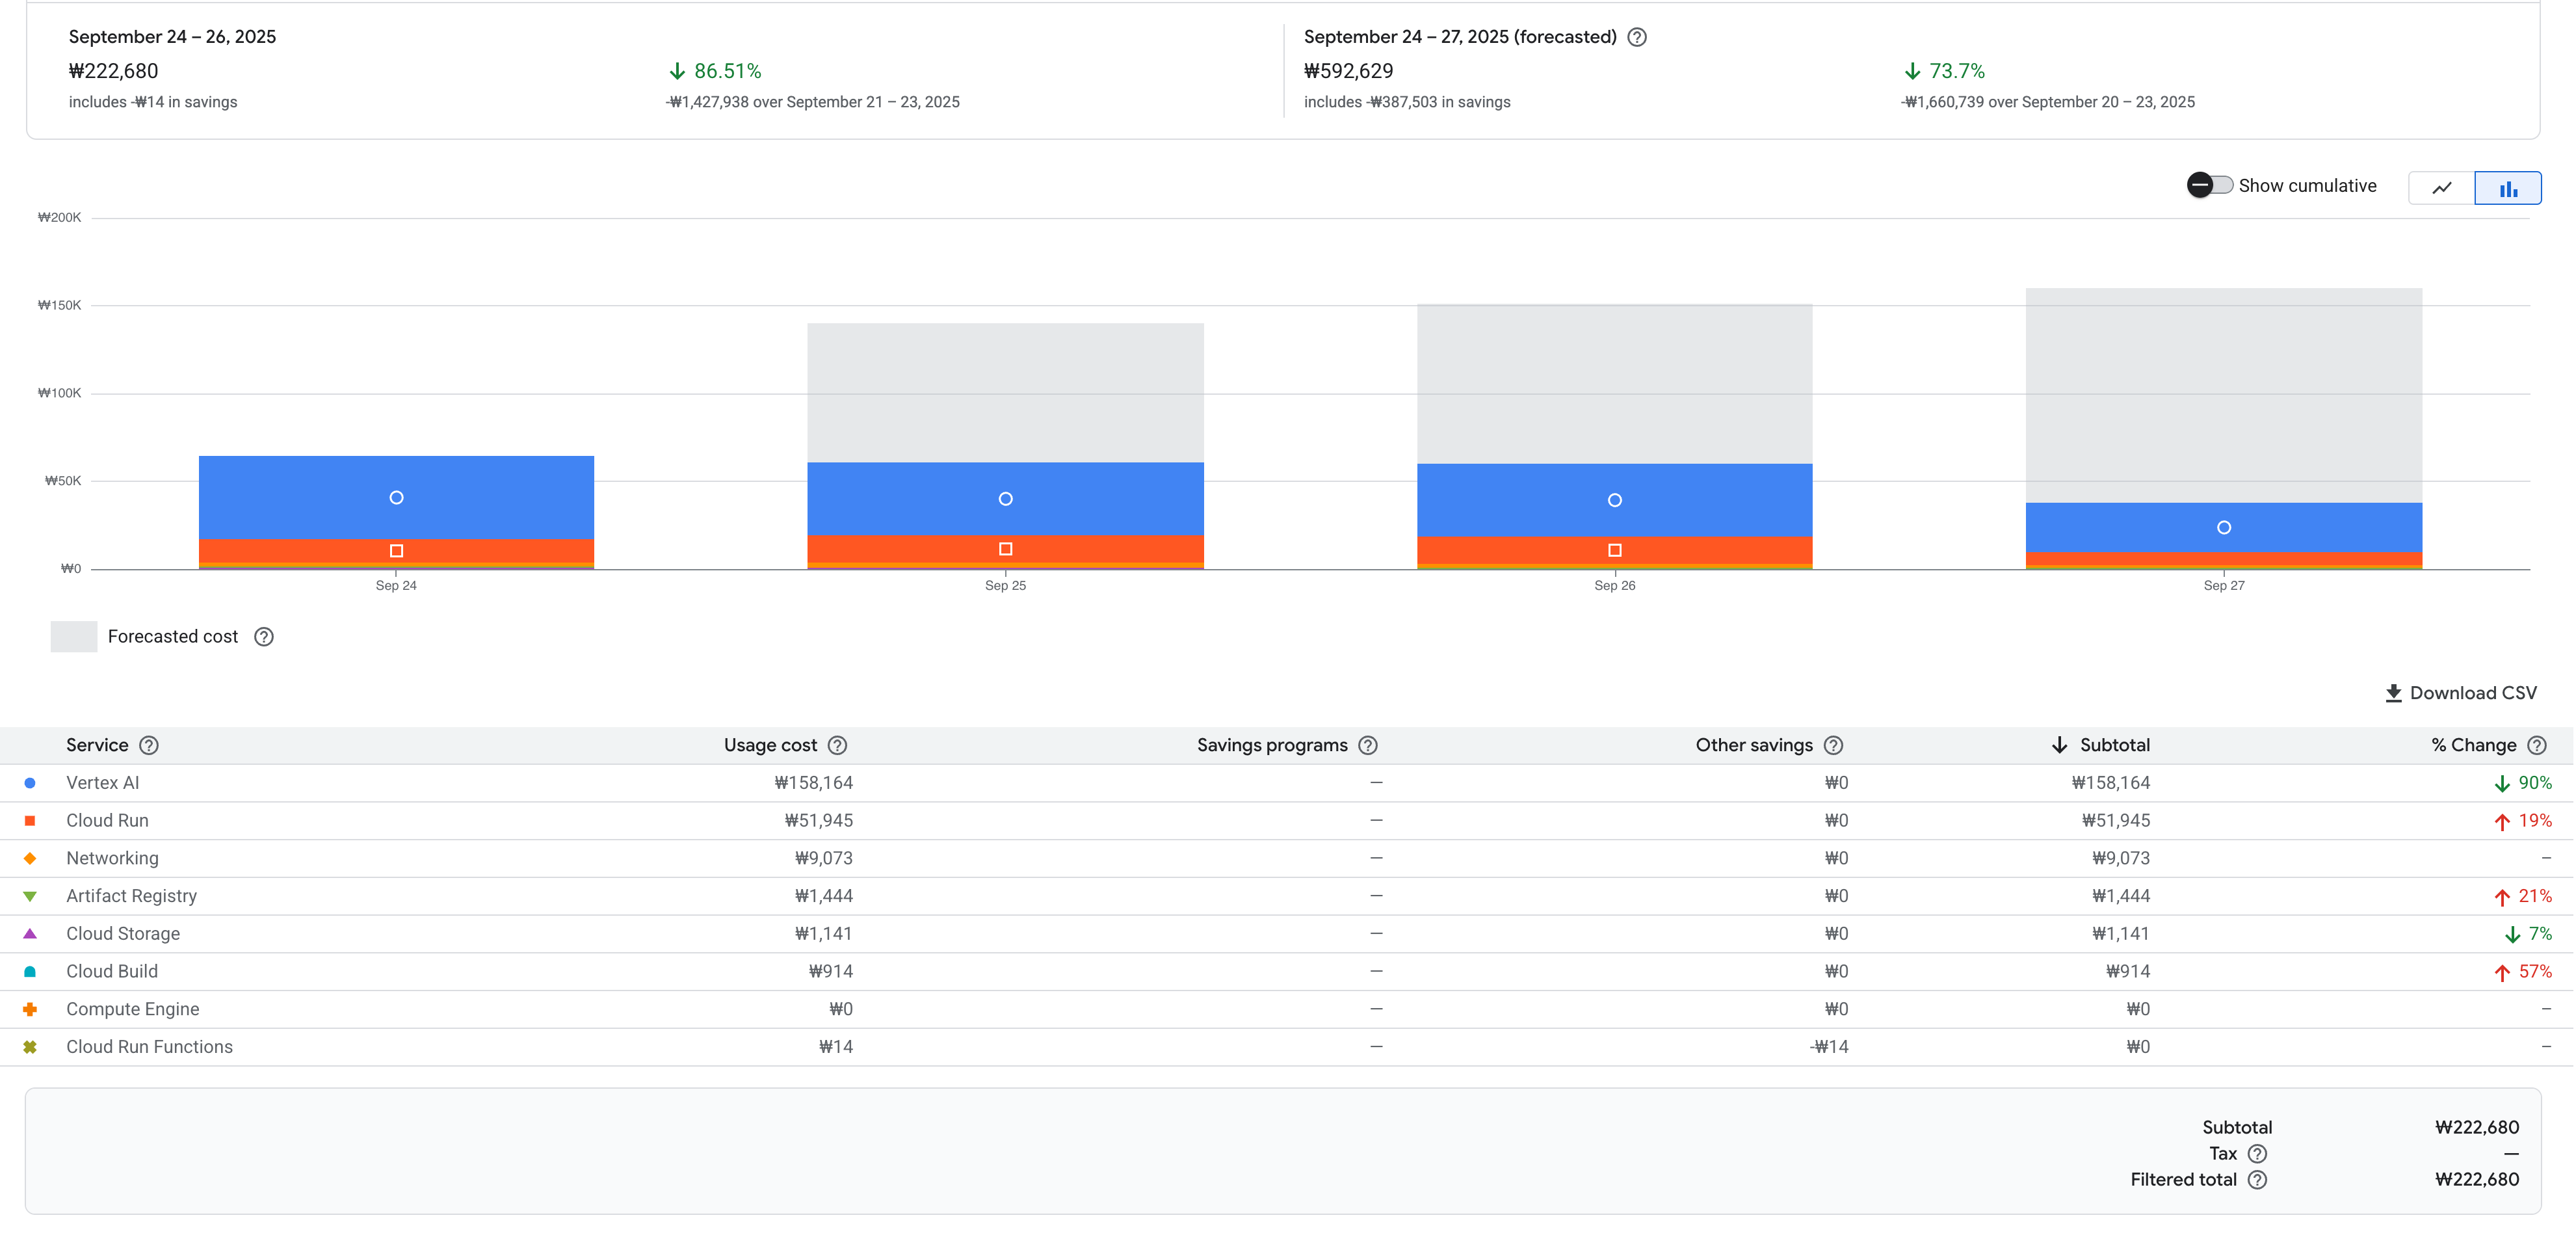 September 24 – 26, 2025
₩222,680
includes -₩14 in savings
86.51%
-₩1,427,938 over September 21 – 23, 2025
September 24 – 27, 2025 (forecasted)
₩592,629
includes -₩387,503 in savings
73.7%
-₩1,660,739 over September 20 – 23, 2025
Show cumulative
₩200K
₩150K
₩100K
₩50K
₩0
Sep 24 Sep 25 Sep 26 Sep 27
Forecasted cost
Download CSV
Service Usage cost Savings programs Other savings Subtotal % Change
Vertex AI ₩158,164 — ₩0 ₩158,164 90%
Cloud Run ₩51,945 — ₩0 ₩51,945 19%
Networking ₩9,073 — ₩0 ₩9,073 –
Artifact Registry ₩1,444 — ₩0 ₩1,444 21%
Cloud Storage ₩1,141 — ₩0 ₩1,141 7%
Cloud Build ₩914 — ₩0 ₩914 57%
Compute Engine ₩0 — ₩0 ₩0 –
Cloud Run Functions ₩14 — -₩14 ₩0 –
Subtotal ₩222,680
Tax —
Filtered total ₩222,680